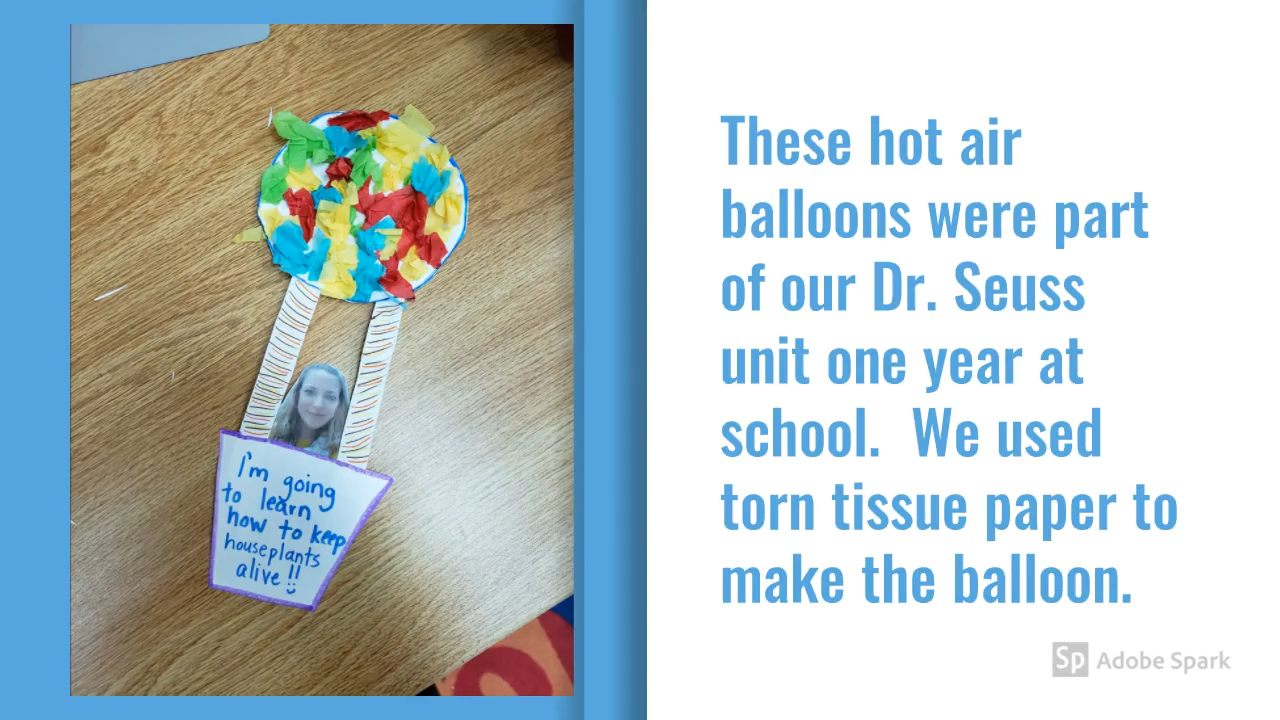 I'm going
to learn
how to keep
houseplants
alive!!
These hot air
balloons were part
of our Dr. Seuss
unit one year at
school.  We used
torn tissue paper to
make the balloon.
Sp Adobe Spark